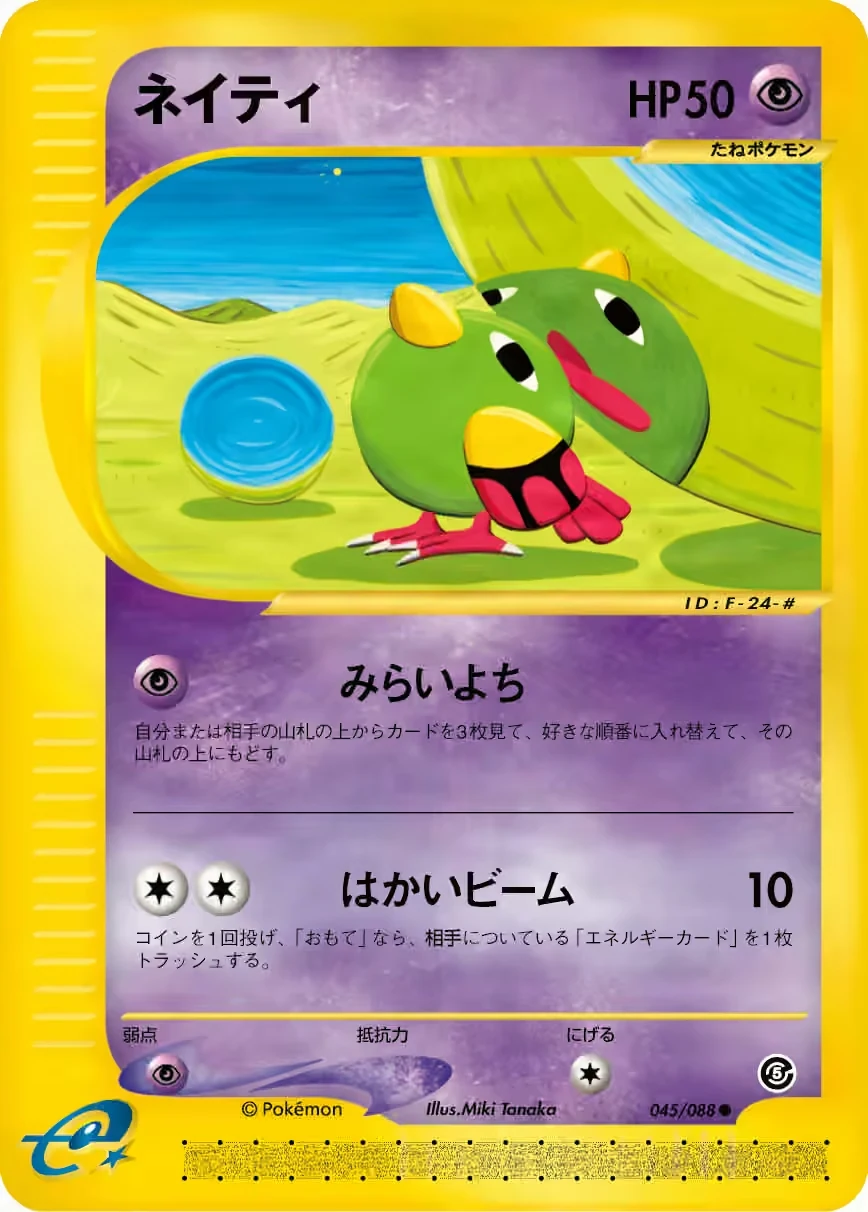 ネイティ
HP50
たねポケモン
ID:F-24-#
みらいよち
自分または相手の山札の上からカードを3枚見て、好きな順番に入れ替えて、その
山札の上にもどす。
はかいビーム 10
コインを1回投げ、「おもて」なら、相手についている「エネルギーカード」を1枚
トラッシュする。
弱点 抵抗力 にげる
5
© Pokémon Illus.Miki Tanaka 045/088●
e